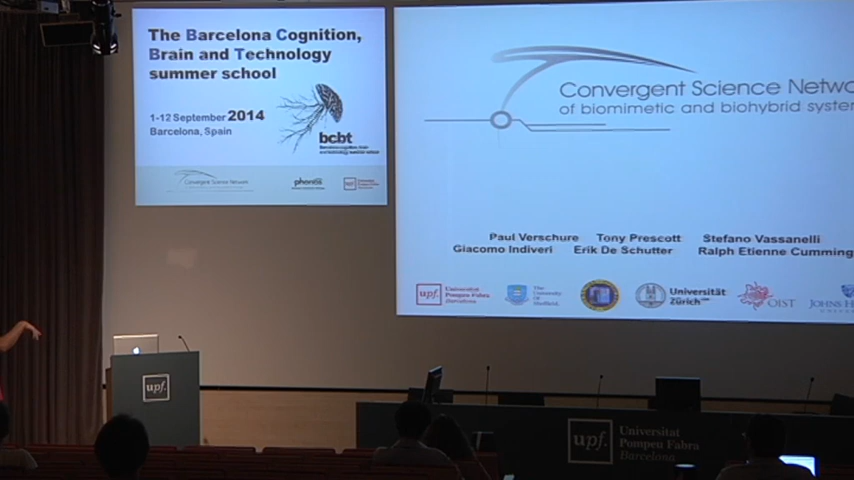 The Barcelona Cognition,
Brain and Technology
summer school
1-12 September 2014
Barcelona, Spain
bcbt
Convergent Science Network
Convergent Science Netwo
of biomimetic and biohybrid system
Paul Verschure Tony Prescott Stefano Vassanelli
Giacomo Indiveri Erik De Schutter Ralph Etienne Cumming
upf. Universitat Pompeu Fabra Barcelona
The University Of Sheffield.
Universität Zürich
OIST
JOHNS H
upf.
upf. Universitat
Pompeu Fabra
Barcelona